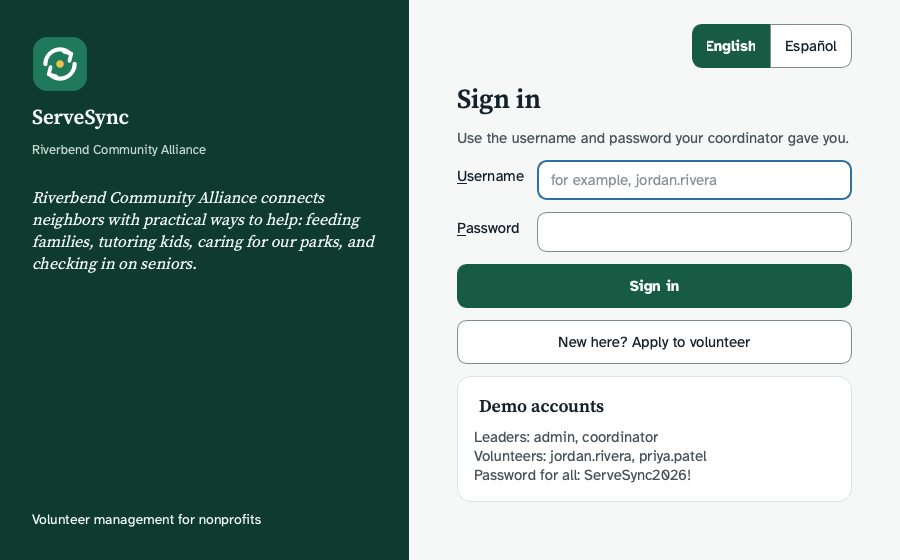 ServeSync
Riverbend Community Alliance
Riverbend Community Alliance connects
neighbors with practical ways to help: feeding
families, tutoring kids, caring for our parks, and
checking in on seniors.
Volunteer management for nonprofits
English Español
Sign in
Use the username and password your coordinator gave you.
Username for example, jordan.rivera
Password
Sign in
New here? Apply to volunteer
Demo accounts
Leaders: admin, coordinator
Volunteers: jordan.rivera, priya.patel
Password for all: ServeSync2026!